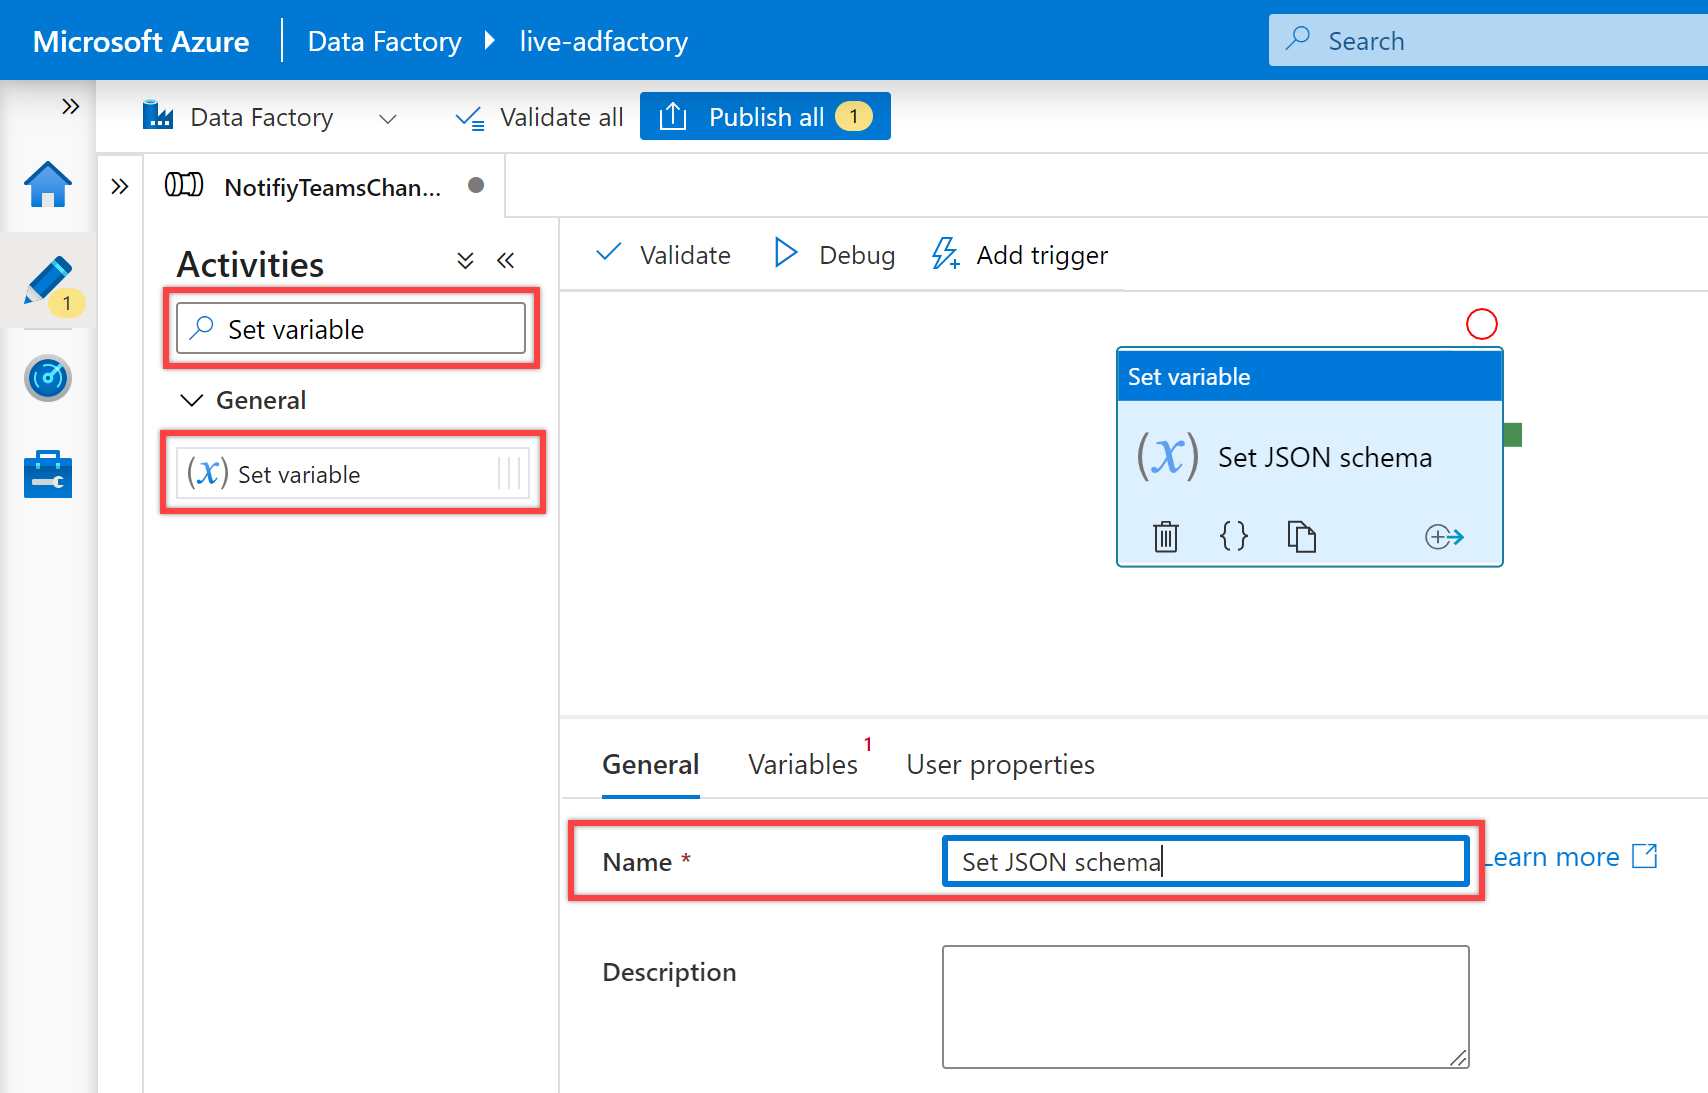 Microsoft Azure
Data Factory
live-adfactory
Search
Data Factory
Validate all
Publish all 1
NotifiyTeamsChan...
1
Activities
Set variable
General
(x) Set variable
Validate
Debug
Add trigger
Set variable
(x) Set JSON schema
{}
General
Variables 1
User properties
Name *
Set JSON schema
Learn more
Description